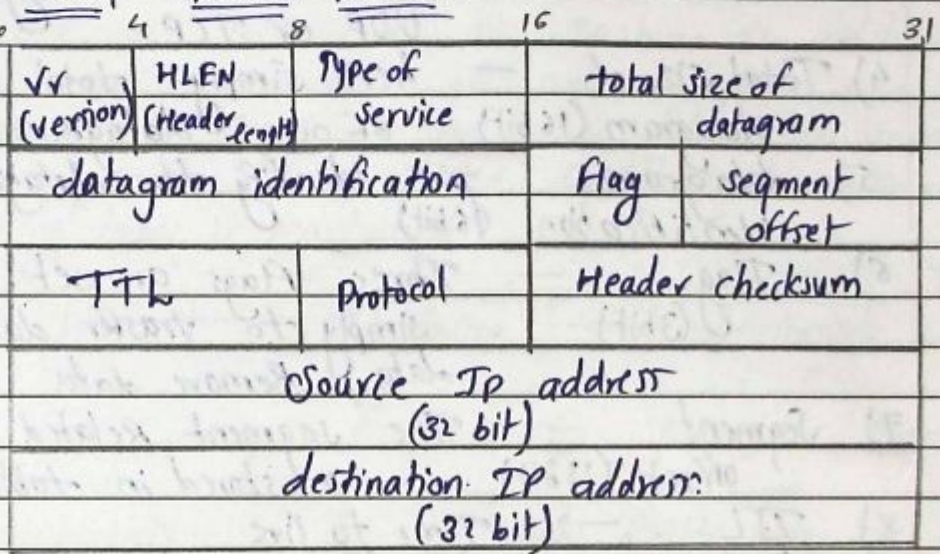 4 8 16 31
Vr HLEN Type of total size of
(version) (Header length) service datagram
datagram identification flag segment
offset
TTL Protocol Header checksum
Source Ip address
(32 bit)
destination IP address:
(32 bit)